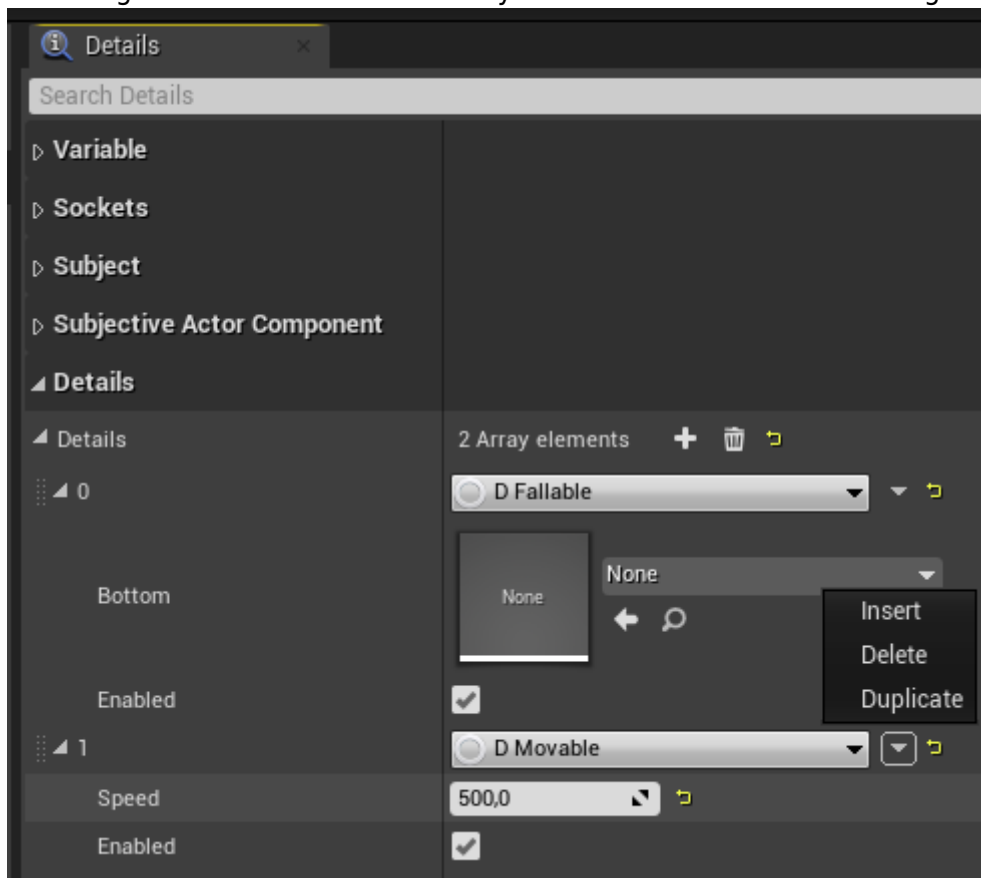 Details
Search Details
Variable
Sockets
Subject
Subjective Actor Component
Details
Details 2 Array elements
0 D Fallable
Bottom None None
Insert
Delete
Enabled Duplicate
1 D Movable
Speed 500,0
Enabled